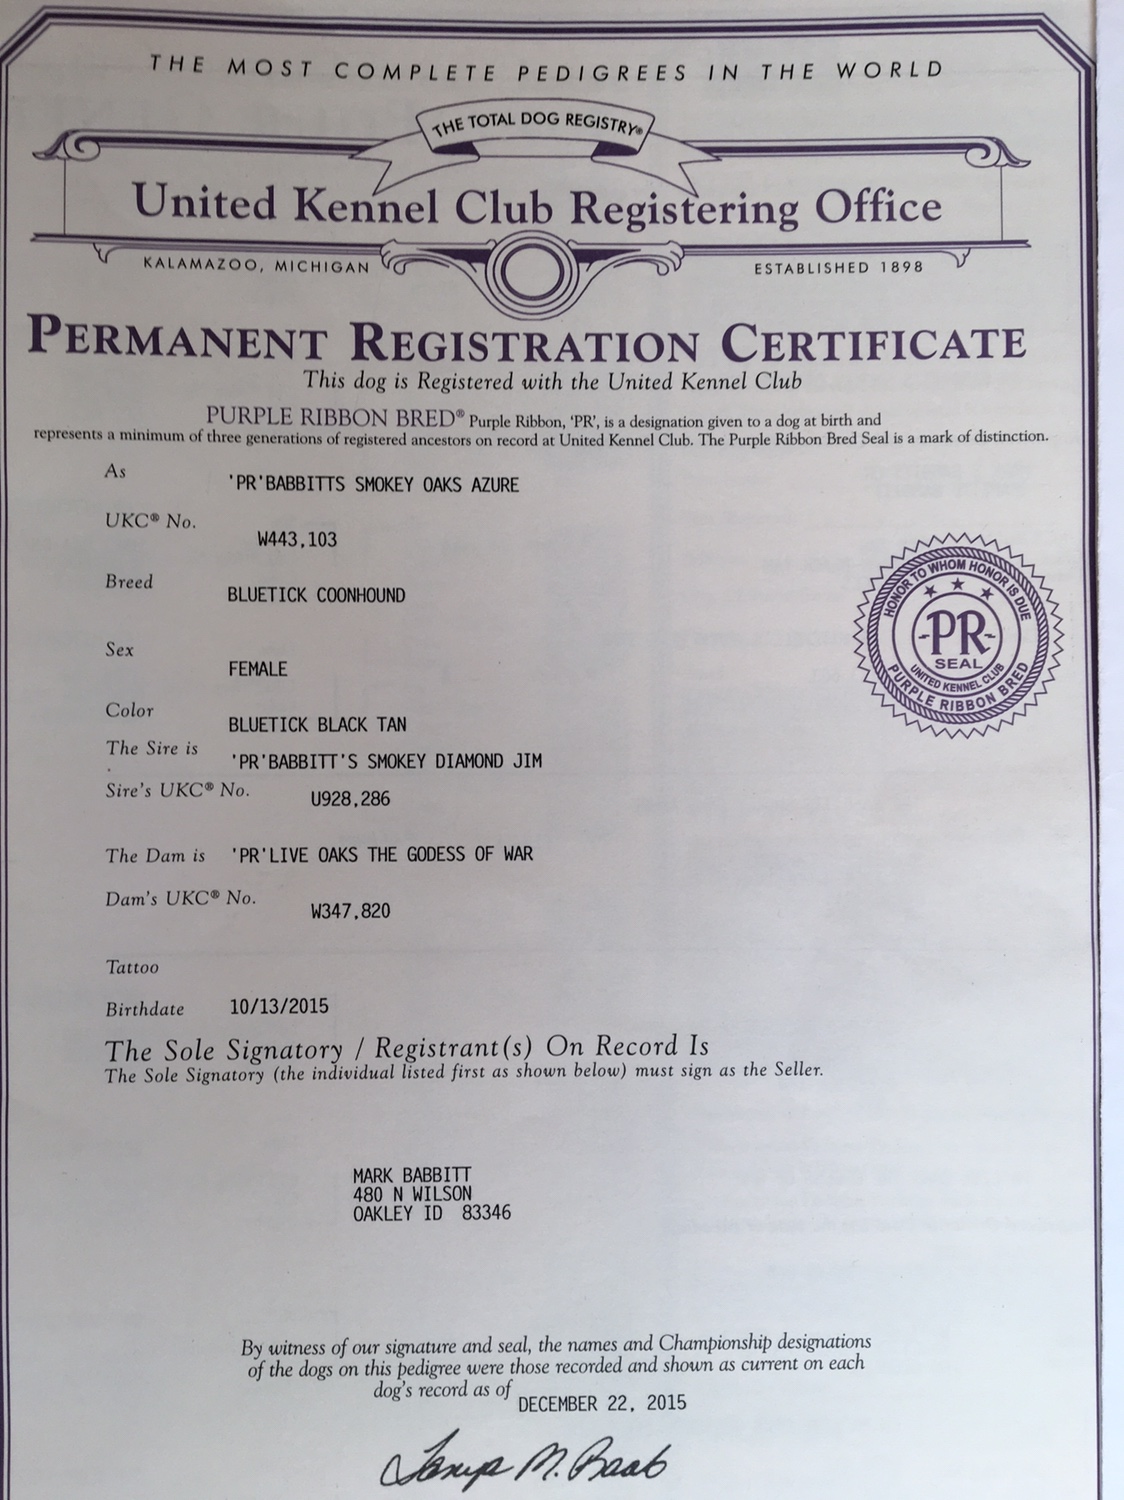 THE MOST COMPLETE PEDIGREES IN THE WORLD
THE TOTAL DOG REGISTRY®
United Kennel Club Registering Office
KALAMAZOO, MICHIGAN
ESTABLISHED 1898
PERMANENT REGISTRATION CERTIFICATE
This dog is Registered with the United Kennel Club
PURPLE RIBBON BRED® Purple Ribbon, 'PR', is a designation given to a dog at birth and
represents a minimum of three generations of registered ancestors on record at United Kennel Club. The Purple Ribbon Bred Seal is a mark of distinction.
As 'PR'BABBITTS SMOKEY OAKS AZURE
UKC® No. W443,103
Breed BLUETICK COONHOUND
HONOR TO WHOM HONOR IS DUE
-PR-
SEAL
UNITED KENNEL CLUB
PURPLE RIBBON BRED
Sex FEMALE
Color BLUETICK BLACK TAN
The Sire is 'PR'BABBITT'S SMOKEY DIAMOND JIM
Sire's UKC® No. U928,286
The Dam is 'PR'LIVE OAKS THE GODESS OF WAR
Dam's UKC® No. W347,820
Tattoo
Birthdate 10/13/2015
The Sole Signatory / Registrant(s) On Record Is
The Sole Signatory (the individual listed first as shown below) must sign as the Seller.
MARK BABBITT
480 N WILSON
OAKLEY ID 83346
By witness of our signature and seal, the names and Championship designations
of the dogs on this pedigree were those recorded and shown as current on each
dog's record as of DECEMBER 22, 2015
Tanya M. Raab